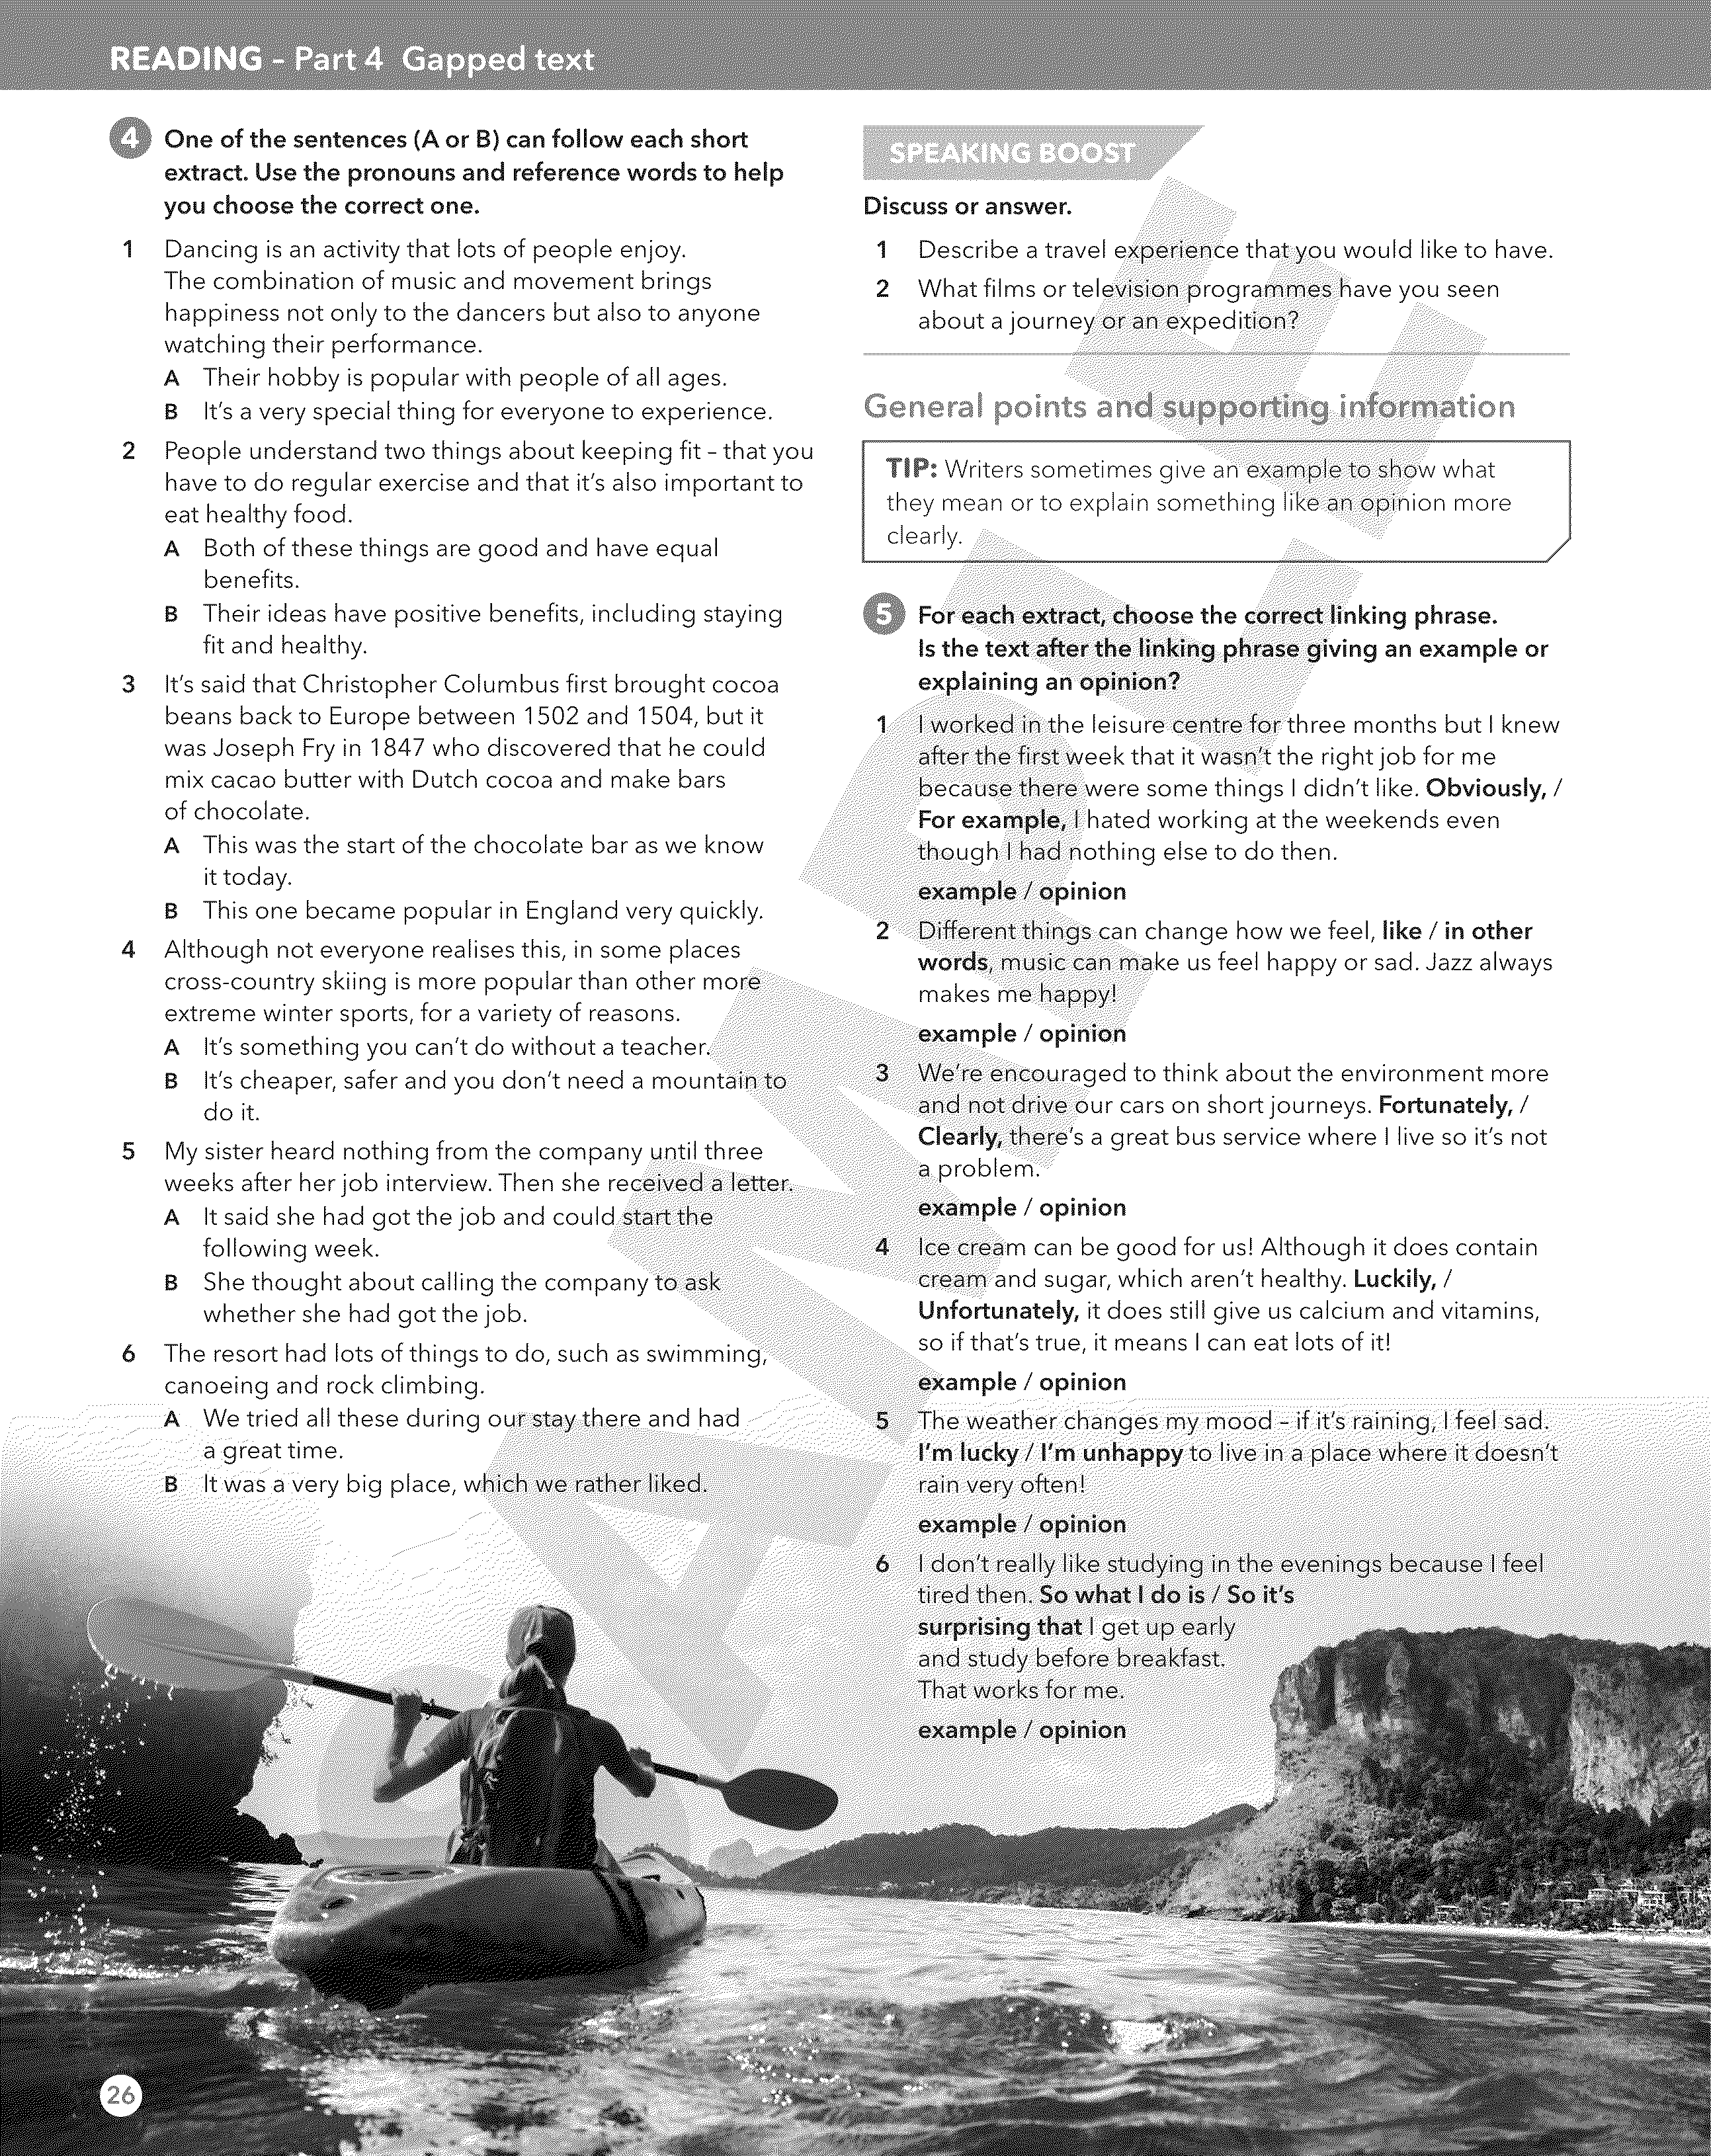 READING – Part 4 Gapped text
4 One of the sentences (A or B) can follow each short
extract. Use the pronouns and reference words to help
you choose the correct one.
1 Dancing is an activity that lots of people enjoy.
The combination of music and movement brings
happiness not only to the dancers but also to anyone
watching their performance.
A Their hobby is popular with people of all ages.
B It's a very special thing for everyone to experience.
2 People understand two things about keeping fit – that you
have to do regular exercise and that it's also important to
eat healthy food.
A Both of these things are good and have equal
benefits.
B Their ideas have positive benefits, including staying
fit and healthy.
3 It's said that Christopher Columbus first brought cocoa
beans back to Europe between 1502 and 1504, but it
was Joseph Fry in 1847 who discovered that he could
mix cacao butter with Dutch cocoa and make bars
of chocolate.
A This was the start of the chocolate bar as we know
it today.
B This one became popular in England very quickly.
4 Although not everyone realises this, in some places
cross-country skiing is more popular than other more
extreme winter sports, for a variety of reasons.
A It's something you can't do without a teacher.
B It's cheaper, safer and you don't need a mountain to
do it.
5 My sister heard nothing from the company until three
weeks after her job interview. Then she received a letter.
A It said she had got the job and could start the
following week.
B She thought about calling the company to ask
whether she had got the job.
6 The resort had lots of things to do, such as swimming,
canoeing and rock climbing.
A We tried all these during our stay there and had
a great time.
B It was a very big place, which we rather liked.
SPEAKING BOOST
Discuss or answer.
1 Describe a travel experience that you would like to have.
2 What films or television programmes have you seen
about a journey or an expedition?
General points and supporting information
TIP: Writers sometimes give an example to show what
they mean or to explain something like an opinion more
clearly.
5 For each extract, choose the correct linking phrase.
Is the text after the linking phrase giving an example or
explaining an opinion?
1 I worked in the leisure centre for three months but I knew
after the first week that it wasn't the right job for me
because there were some things I didn't like. Obviously, /
For example, I hated working at the weekends even
though I had nothing else to do then.
example / opinion
2 Different things can change how we feel, like / in other
words, music can make us feel happy or sad. Jazz always
makes me happy!
example / opinion
3 We're encouraged to think about the environment more
and not drive our cars on short journeys. Fortunately, /
Clearly, there's a great bus service where I live so it's not
a problem.
example / opinion
4 Ice cream can be good for us! Although it does contain
cream and sugar, which aren't healthy. Luckily, /
Unfortunately, it does still give us calcium and vitamins,
so if that's true, it means I can eat lots of it!
example / opinion
5 The weather changes my mood – if it's raining, I feel sad.
I'm lucky / I'm unhappy to live in a place where it doesn't
rain very often!
example / opinion
6 I don't really like studying in the evenings because I feel
tired then. So what I do is / So it's
surprising that I get up early
and study before breakfast.
That works for me.
example / opinion
SAMPLE
26